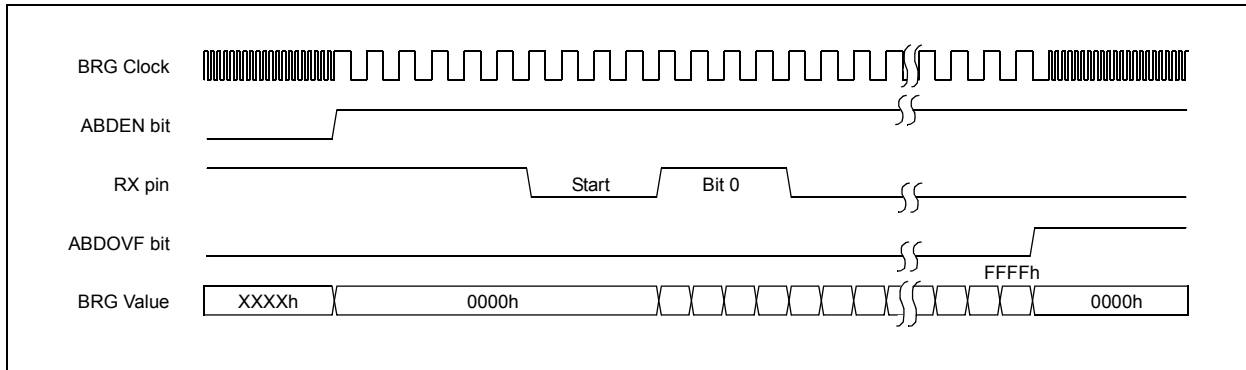 BRG Clock
ABDEN bit
RX pin
Start
Bit 0
ABDOVF bit
FFFFh
BRG Value
XXXXh
0000h
0000h